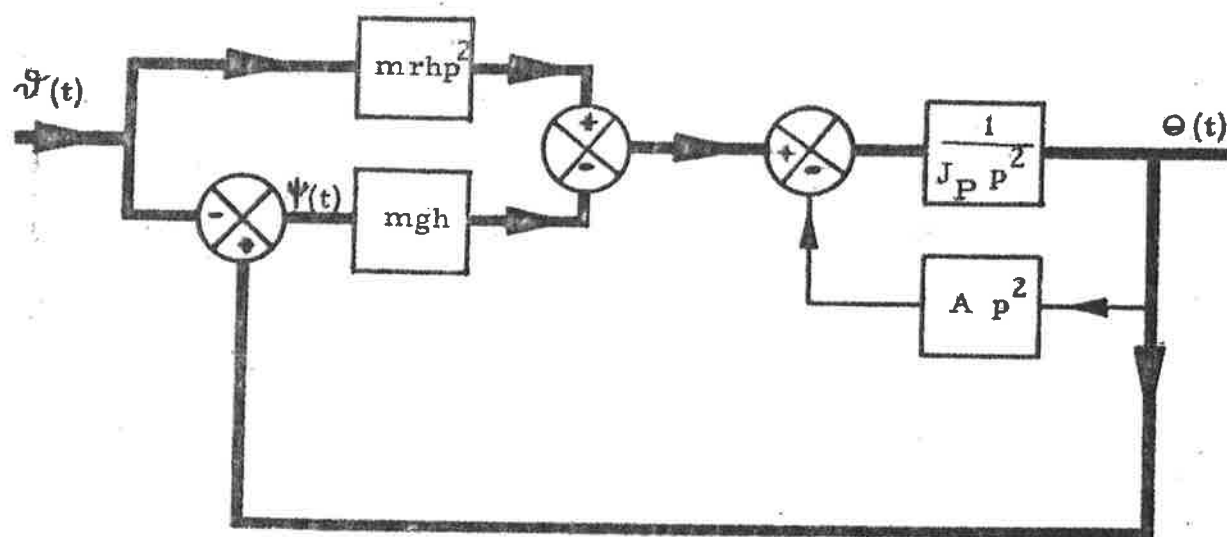 ϑ(t)
mrhp²
+
-
-
+
Ψ(t)
mgh
+
-
1
J_P p²
Θ(t)
A p²